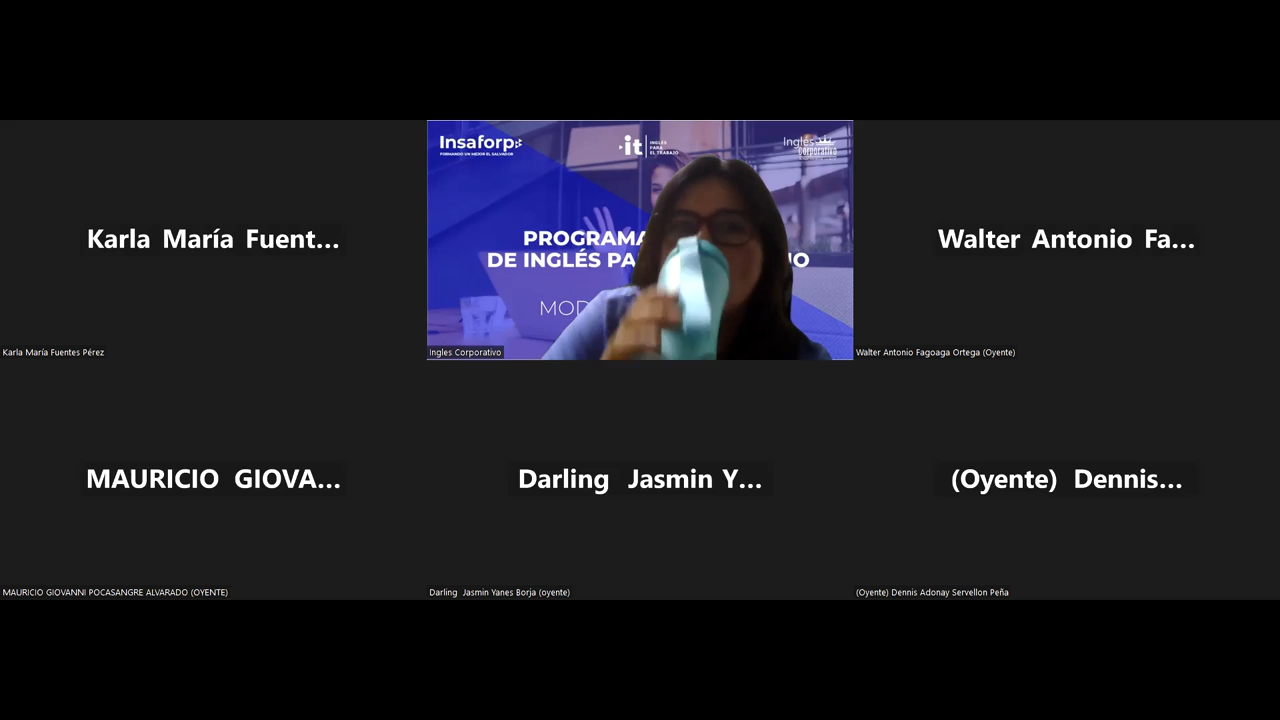 Karla María Fuent...
Karla María Fuentes Pérez
Insaforp
FORMANDO UN MEJOR EL SALVADOR
it
INGLÉS
PARA
EL TRABAJO
Inglés
Corporativo
PROGRAMA
DE INGLÉS PA
O
MOD
Ingles Corporativo
Walter Antonio Fa...
Walter Antonio Fagoaga Ortega (Oyente)
MAURICIO GIOVA...
MAURICIO GIOVANNI POCASANGRE ALVARADO (OYENTE)
Darling Jasmin Y...
Darling Jasmin Yanes Borja (oyente)
(Oyente) Dennis...
(Oyente) Dennis Adonay Servellon Peña